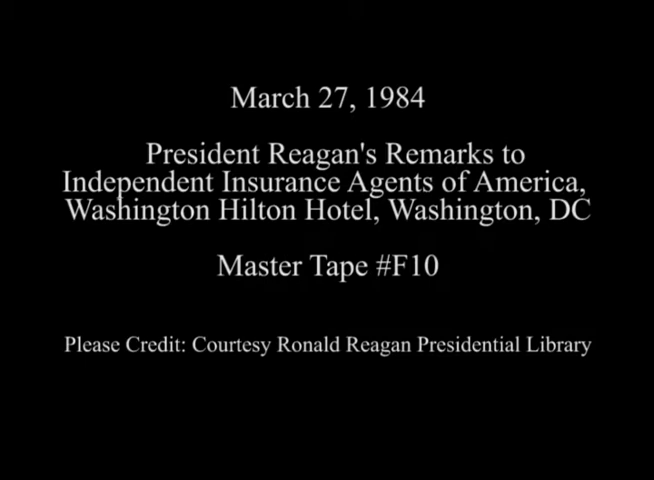 March 27, 1984
President Reagan's Remarks to
Independent Insurance Agents of America,
Washington Hilton Hotel, Washington, DC
Master Tape #F10
Please Credit: Courtesy Ronald Reagan Presidential Library